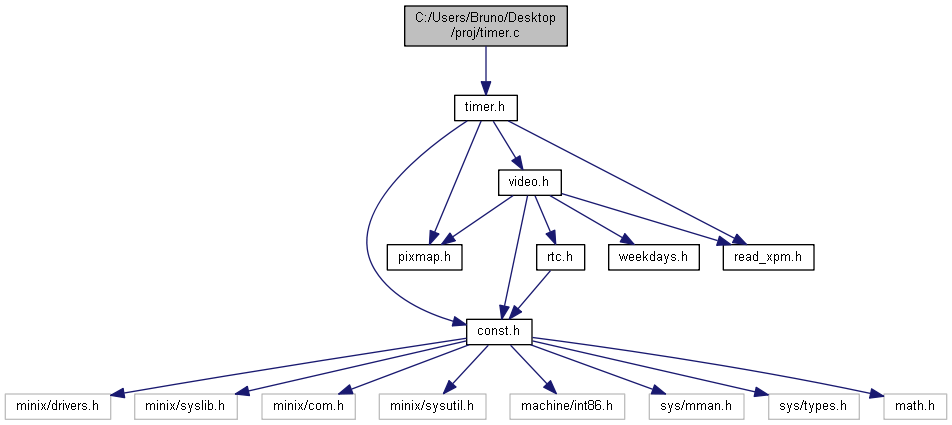 C:/Users/Bruno/Desktop
/proj/timer.c
timer.h
video.h
pixmap.h
rtc.h
weekdays.h
read_xpm.h
const.h
minix/drivers.h
minix/syslib.h
minix/com.h
minix/sysutil.h
machine/int86.h
sys/mman.h
sys/types.h
math.h